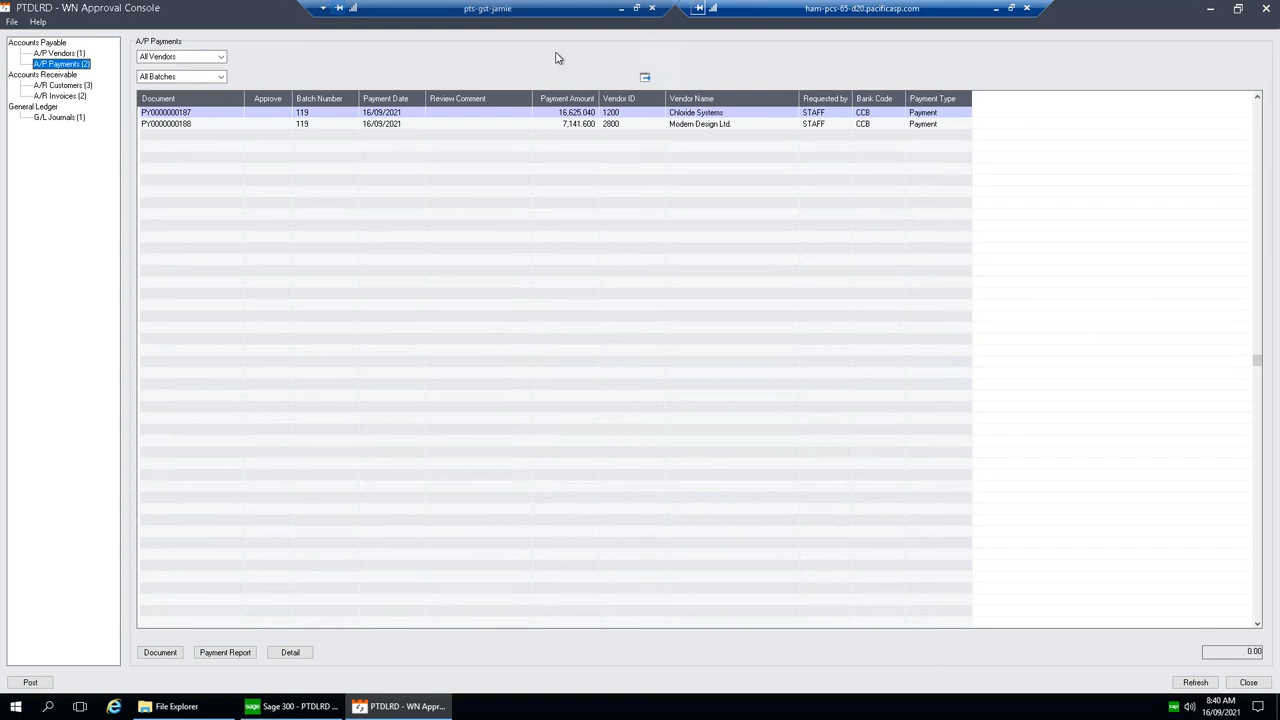 PTDLRD - WN Approval Console
pts-gst-jamie
ham-pcs-65-d20.pacificasp.com
File Help
Accounts Payable
A/P Vendors (1)
A/P Payments (2)
Accounts Receivable
A/R Customers (3)
A/R Invoices (2)
General Ledger
G/L Journals (1)
A/P Payments
All Vendors
All Batches
Document Approve Batch Number Payment Date Review Comment Payment Amount Vendor ID Vendor Name Requested by Bank Code Payment Type
PY0000000187 119 16/09/2021 16,625.040 1200 Chloride Systems STAFF CCB Payment
PY0000000188 119 16/09/2021 7,141.600 2800 Modern Design Ltd. STAFF CCB Payment
Document Payment Report Detail 0.00
Post Refresh Close
File Explorer Sage 300 - PTDLRD ... PTDLRD - WN Appr... sage 8:40 AM
16/09/2021